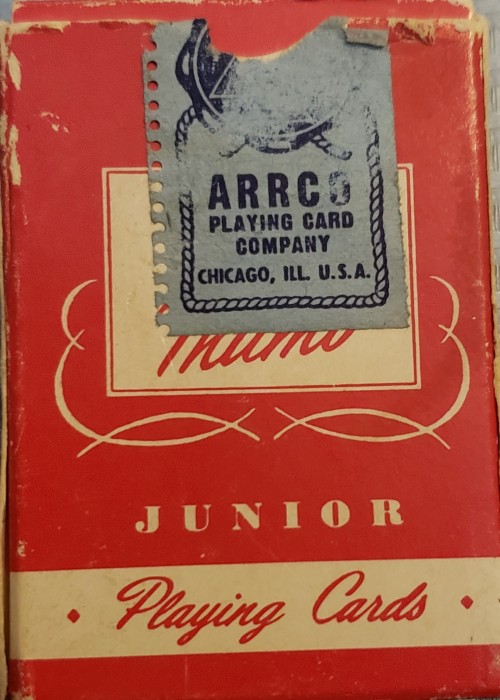 ARRCO
PLAYING CARD
COMPANY
CHICAGO, ILL. U.S.A.
JUNIOR
• Playing Cards •